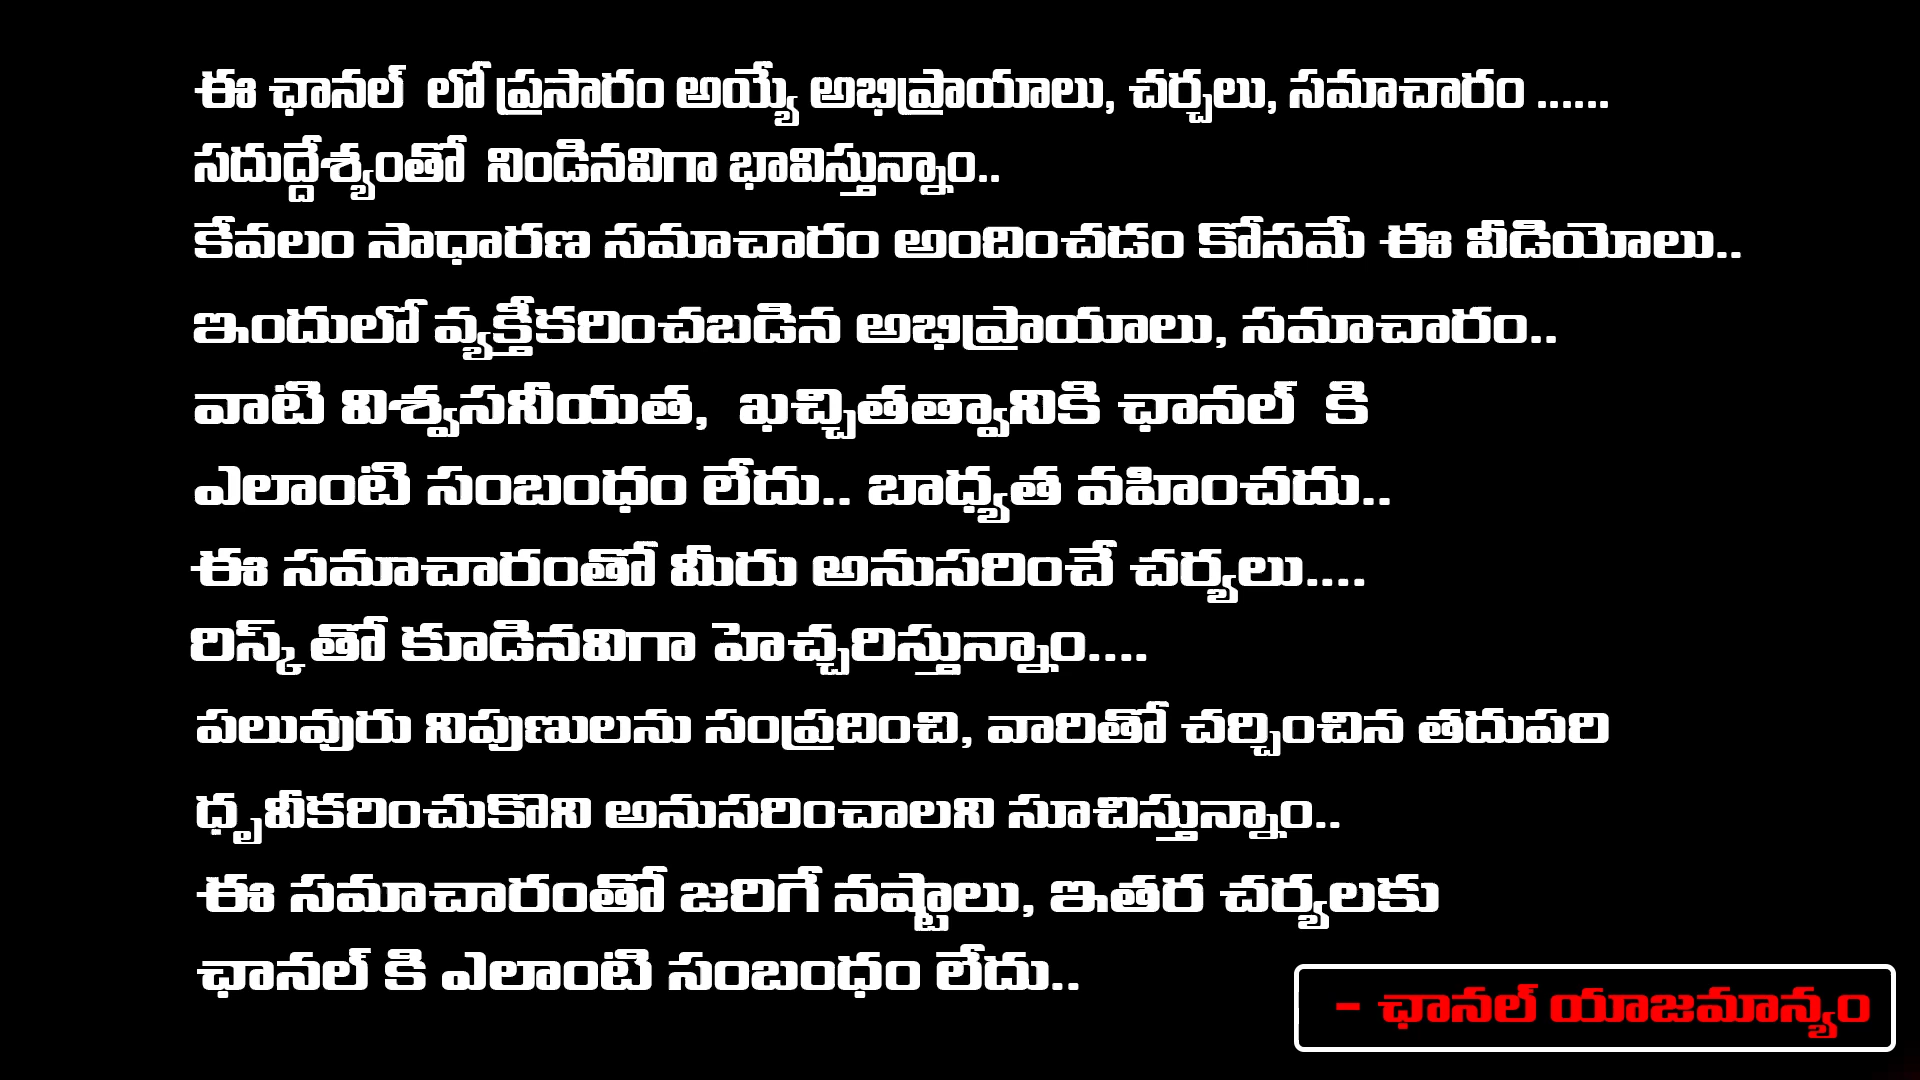 ఈ ఛానల్ లో ప్రసారం అయ్యే అభిప్రాయాలు, చర్చలు, సమాచారం ......
సదుద్దేశ్యంతో నిండినవిగా భావిస్తున్నాం..
కేవలం సాధారణ సమాచారం అందించడం కోసమే ఈ వీడియోలు..
ఇందులో వ్యక్తీకరించబడిన అభిప్రాయాలు, సమాచారం..
వాటి విశ్వసనీయత, ఖచ్చితత్వానికి ఛానల్ కి
ఎలాంటి సంబంధం లేదు.. బాధ్యత వహించదు..
ఈ సమాచారంతో మీరు అనుసరించే చర్యలు....
రిస్క్ తో కూడినవిగా హెచ్చరిస్తున్నాం....
పలువురు నిపుణులను సంప్రదించి, వారితో చర్చించిన తదుపరి
ధృవీకరించుకొని అనుసరించాలని సూచిస్తున్నాం..
ఈ సమాచారంతో జరిగే నష్టాలు, ఇతర చర్యలకు
ఛానల్ కి ఎలాంటి సంబంధం లేదు..
- ఛానల్ యాజమాన్యం